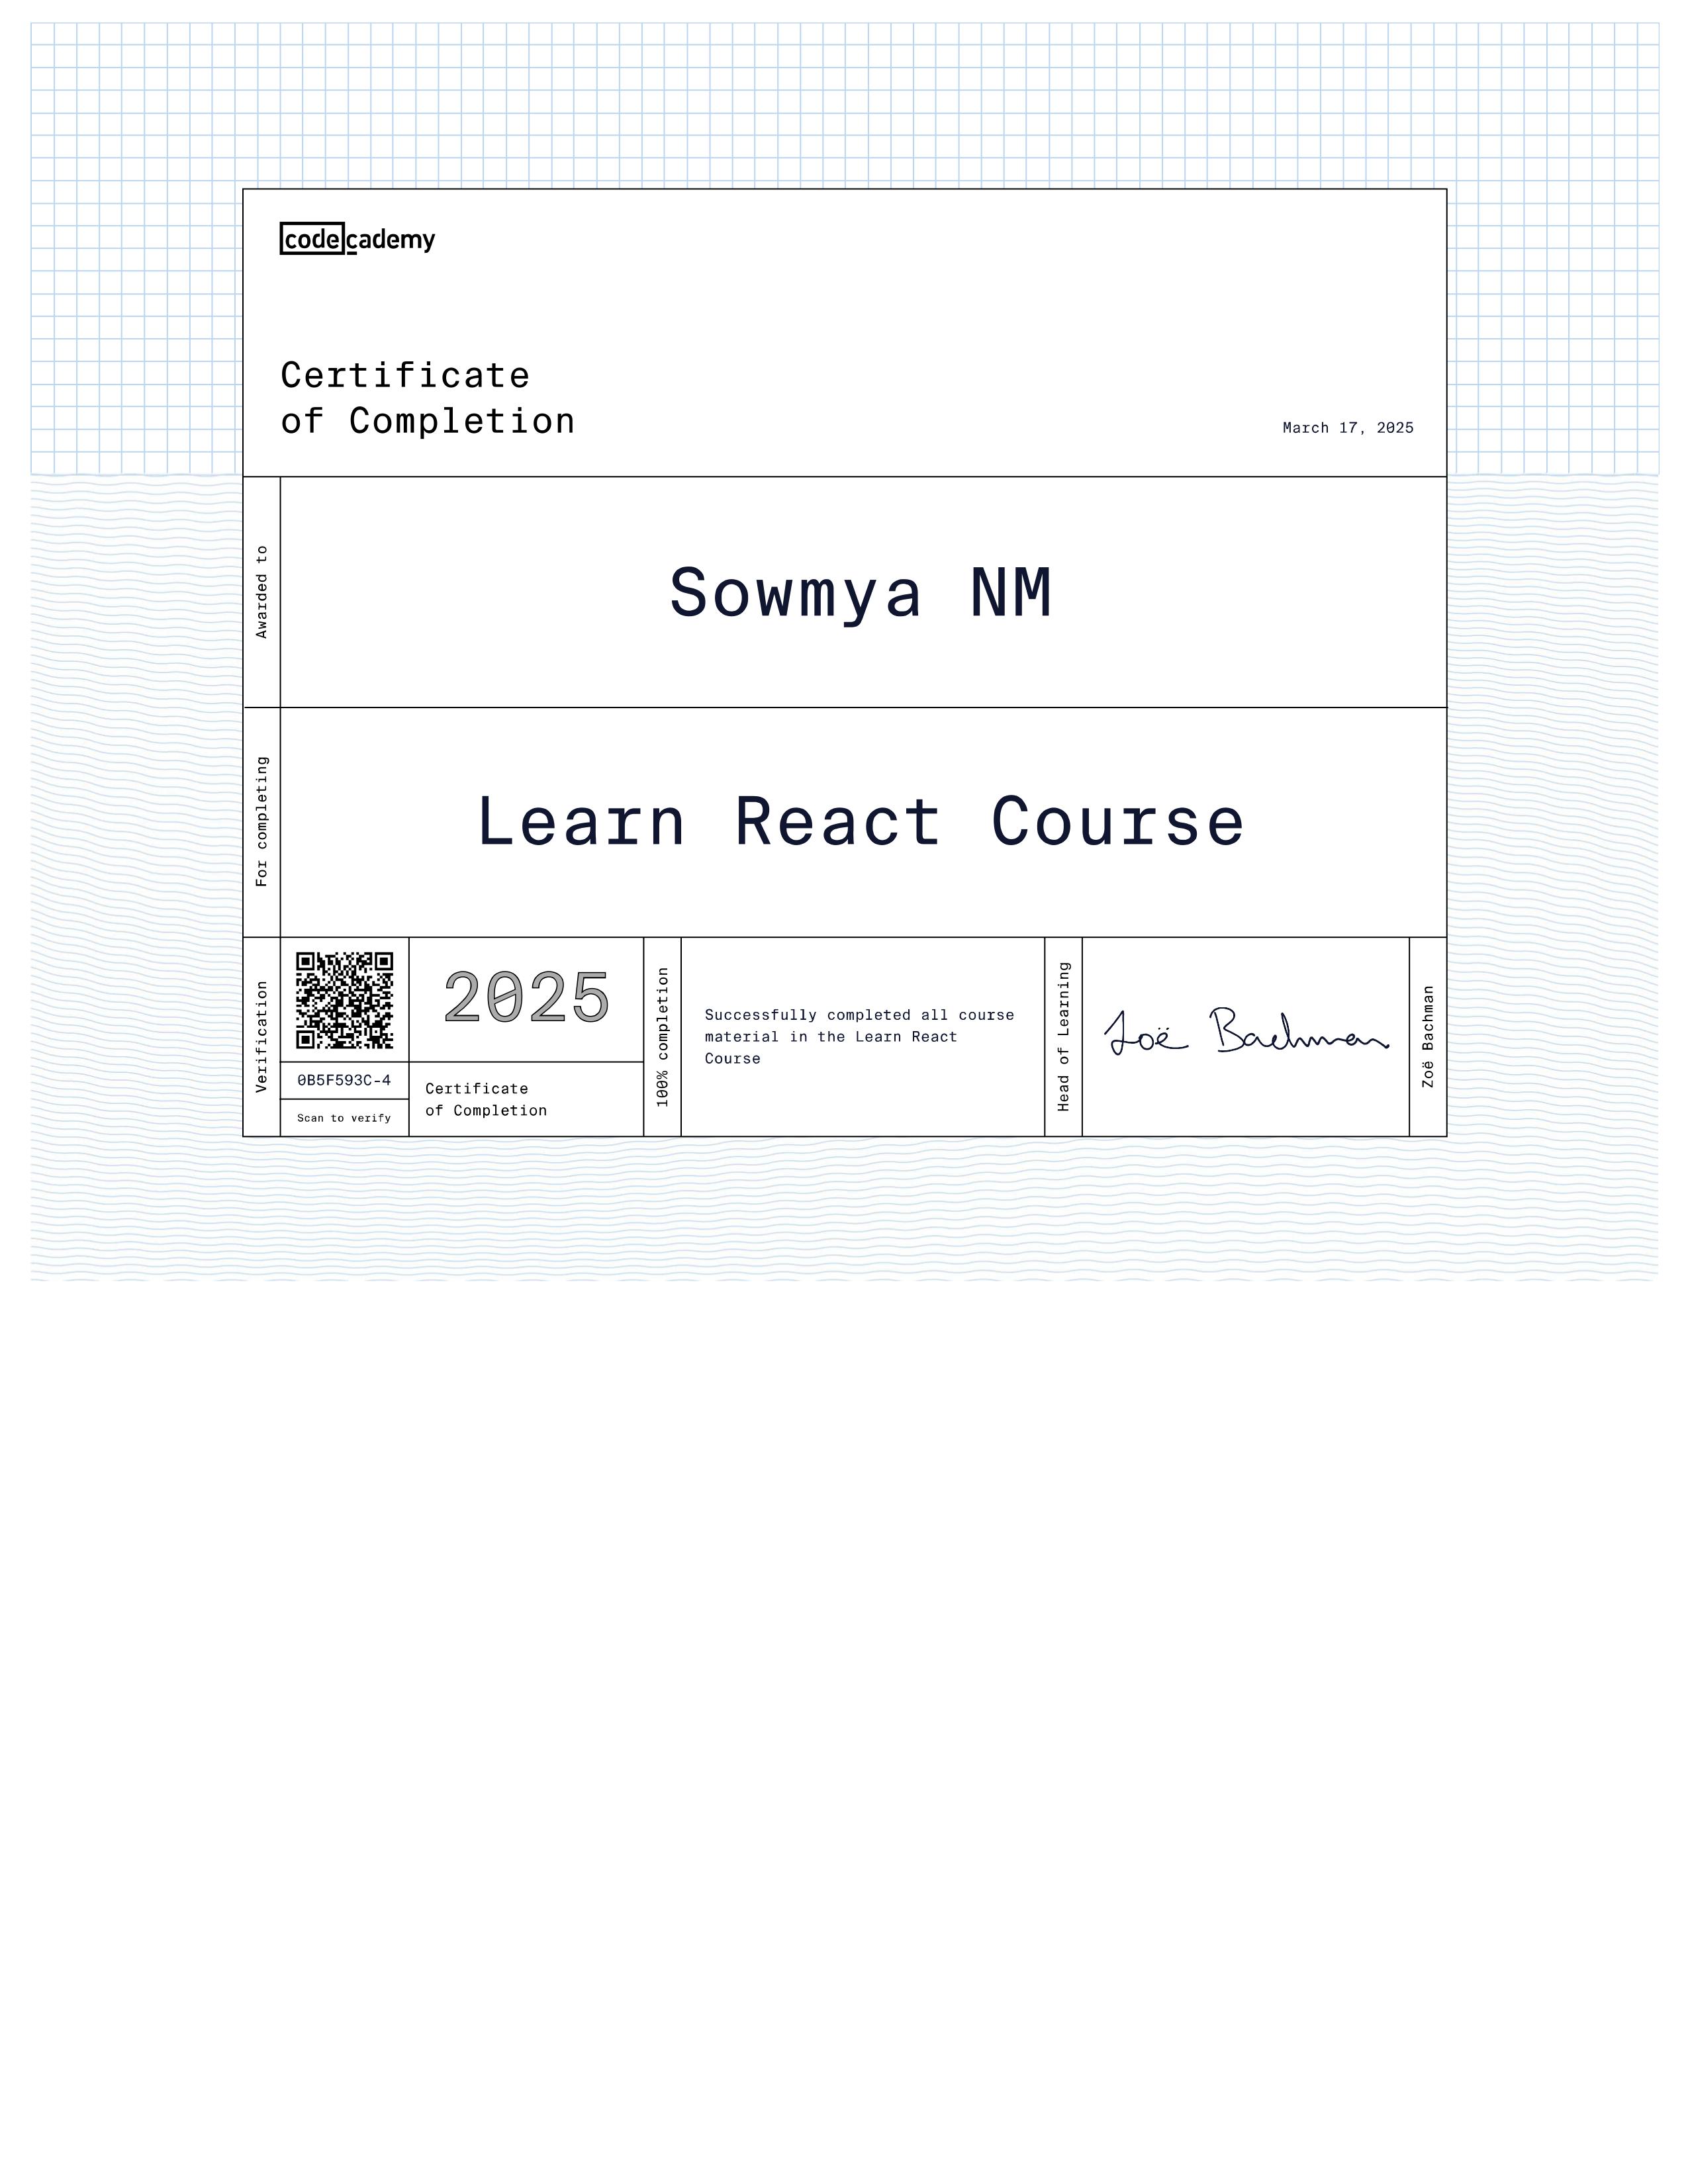 codecademy
Certificate
of Completion
March 17, 2025
Awarded to
Sowmya NM
For completing
Learn React Course
Verification
0B5F593C-4
Scan to verify
2025
Certificate
of Completion
100% completion
Successfully completed all course
material in the Learn React
Course
Head of Learning
Zoë Bachman
Zoë Bachman